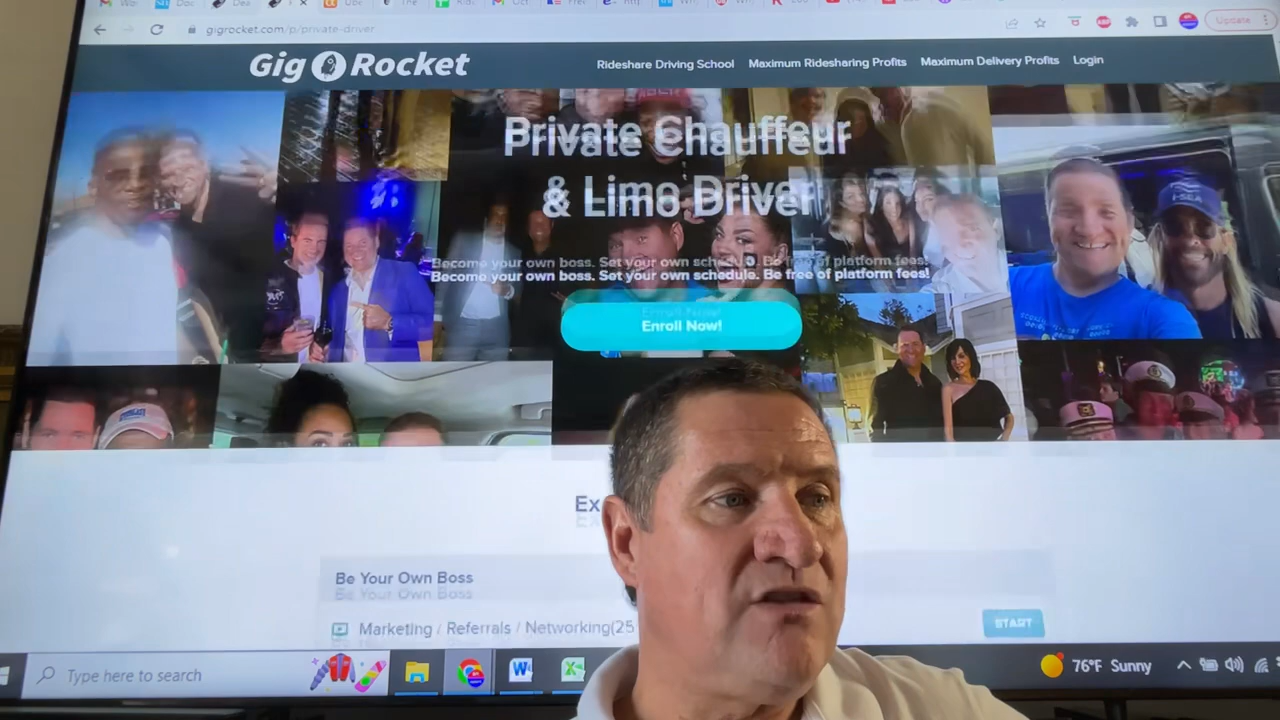 gigrocket.com/p/private-driver
Update
Gig Rocket
Rideshare Driving School Maximum Ridesharing Profits Maximum Delivery Profits Login
Private Chauffeur
& Limo Driver
Become your own boss. Set your own schedule. Be free of platform fees!
Enroll Now!
Ex
Be Your Own Boss
Marketing / Referrals / Networking(25
START
Type here to search
76°F Sunny